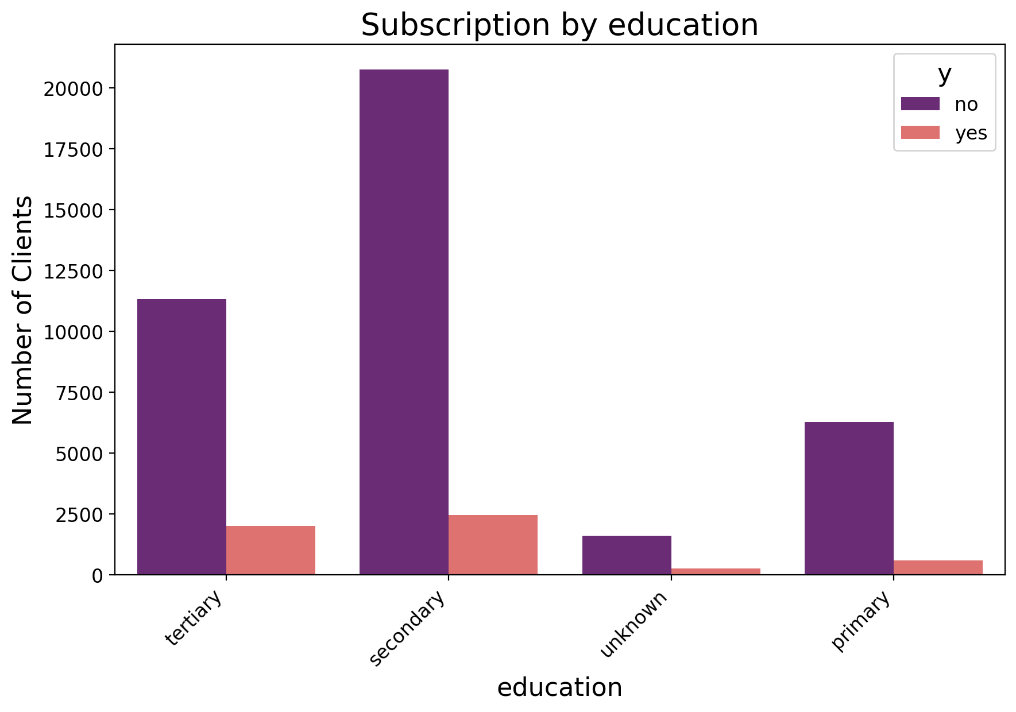 Subscription by education
y
no
yes
Number of Clients
20000
17500
15000
12500
10000
7500
5000
2500
0
tertiary
secondary
unknown
primary
education